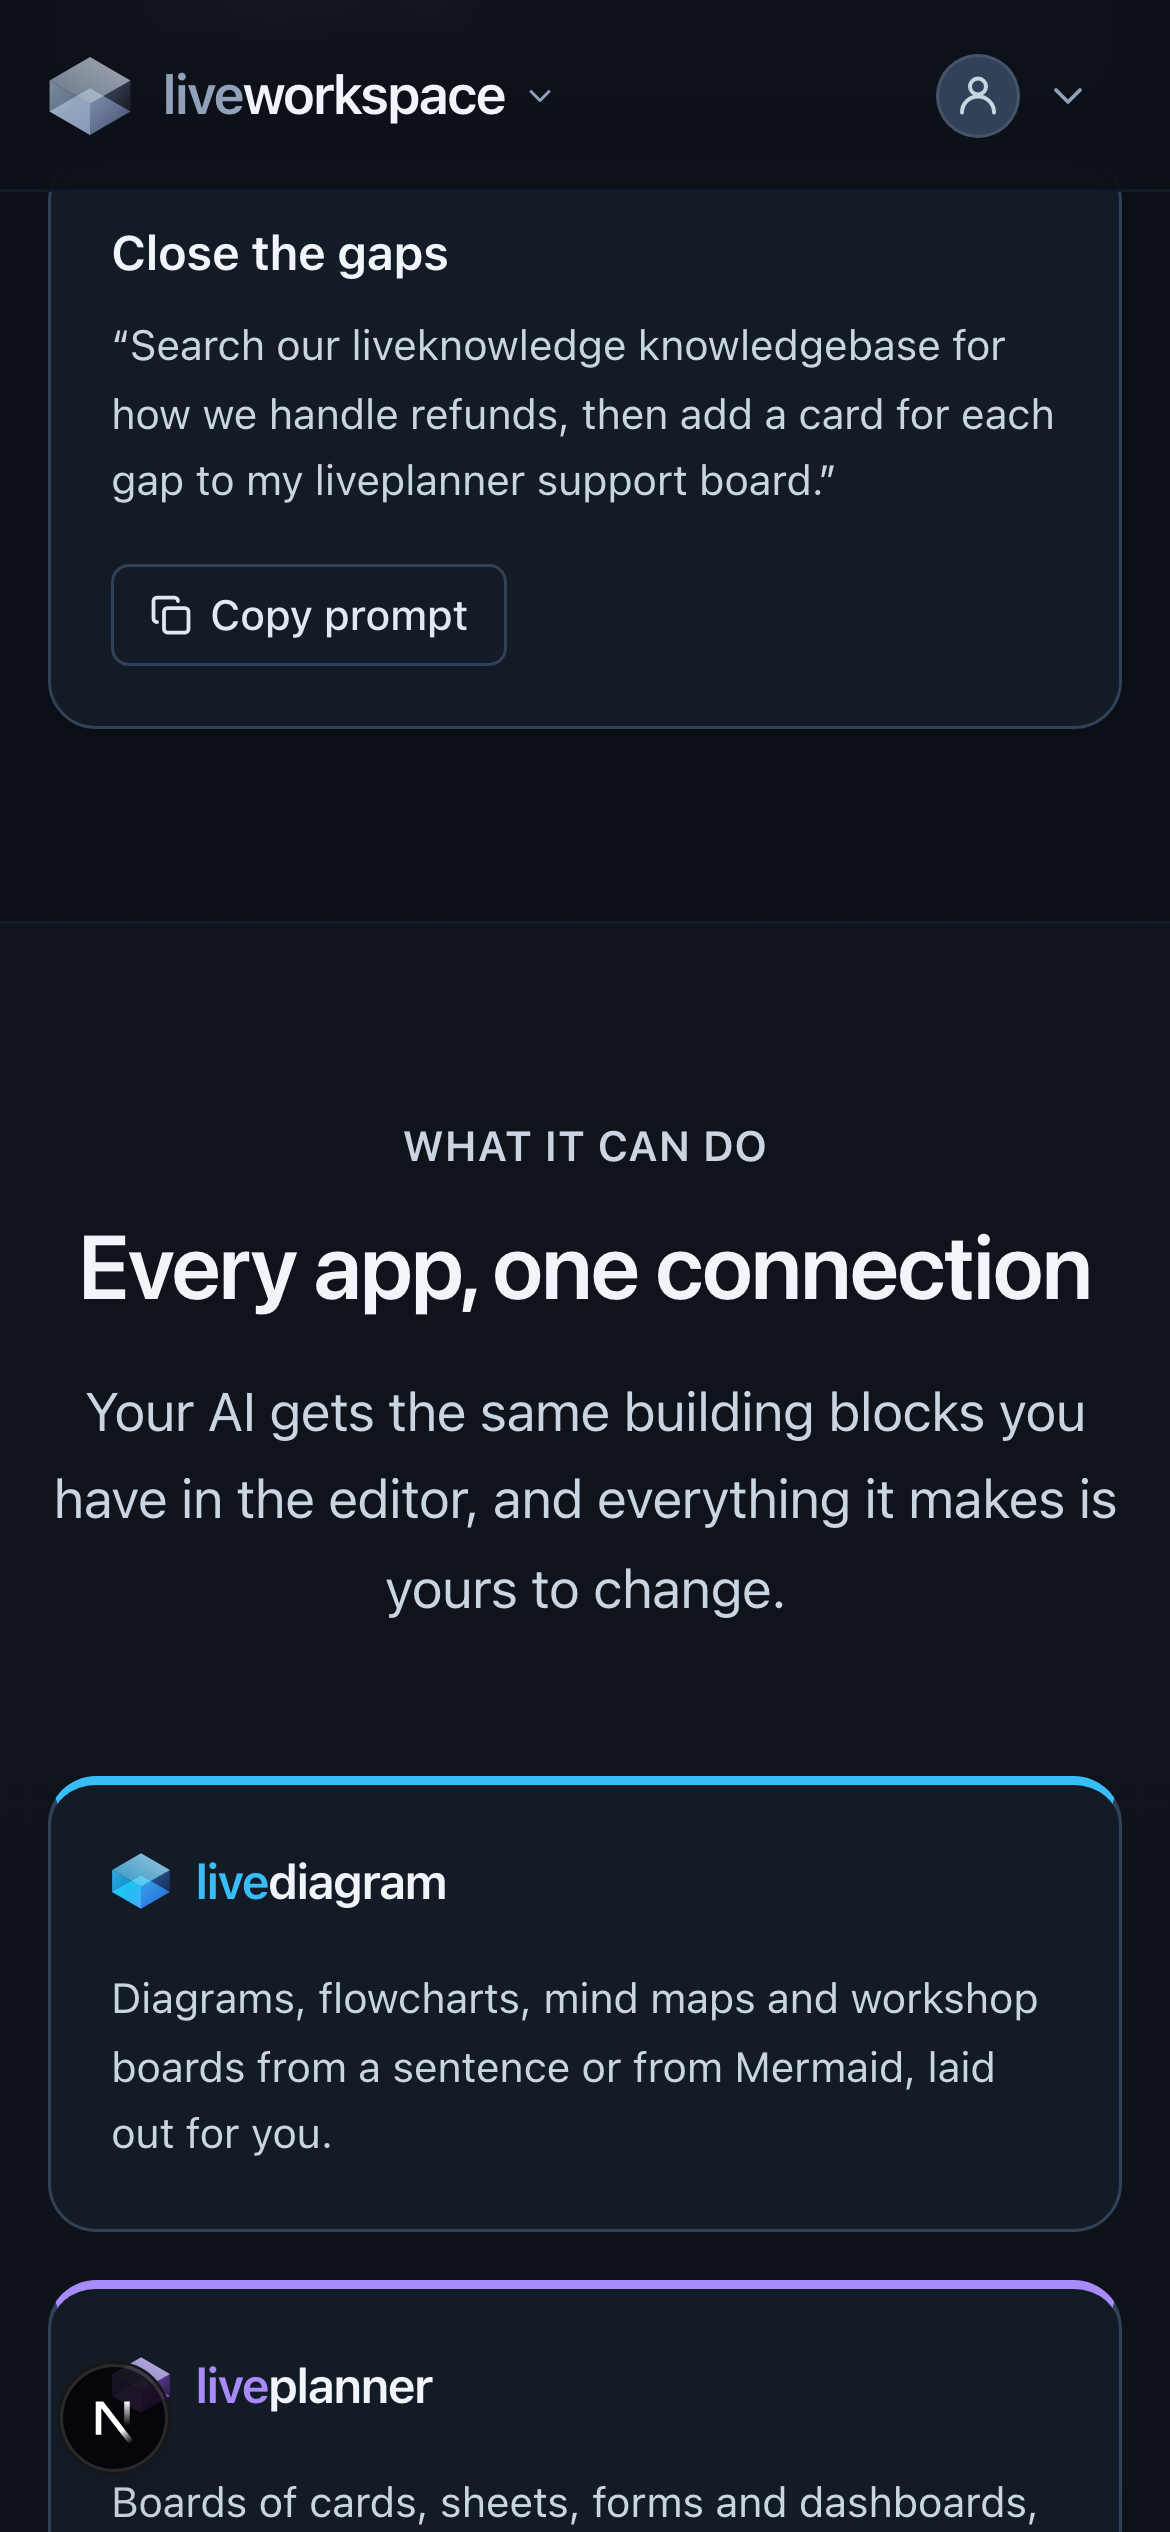 liveworkspace
Close the gaps
“Search our liveknowledge knowledgebase for
how we handle refunds, then add a card for each
gap to my liveplanner support board.”
Copy prompt
WHAT IT CAN DO
Every app, one connection
Your AI gets the same building blocks you
have in the editor, and everything it makes is
yours to change.
livediagram
Diagrams, flowcharts, mind maps and workshop
boards from a sentence or from Mermaid, laid
out for you.
liveplanner
N
Boards of cards, sheets, forms and dashboards,